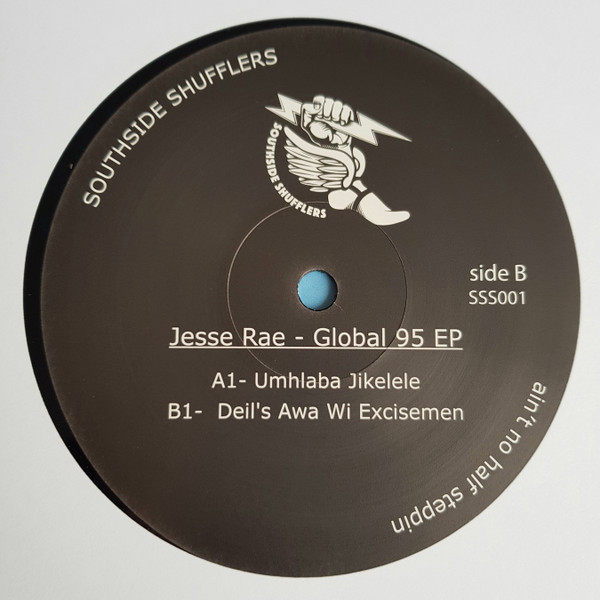 SOUTHSIDE SHUFFLERS
SOUTHSIDE SHUFFLERS
side B
SSS001
Jesse Rae - Global 95 EP
A1- Umhlaba Jikelele
B1- Deil's Awa Wi Excisemen
ain't no half steppin